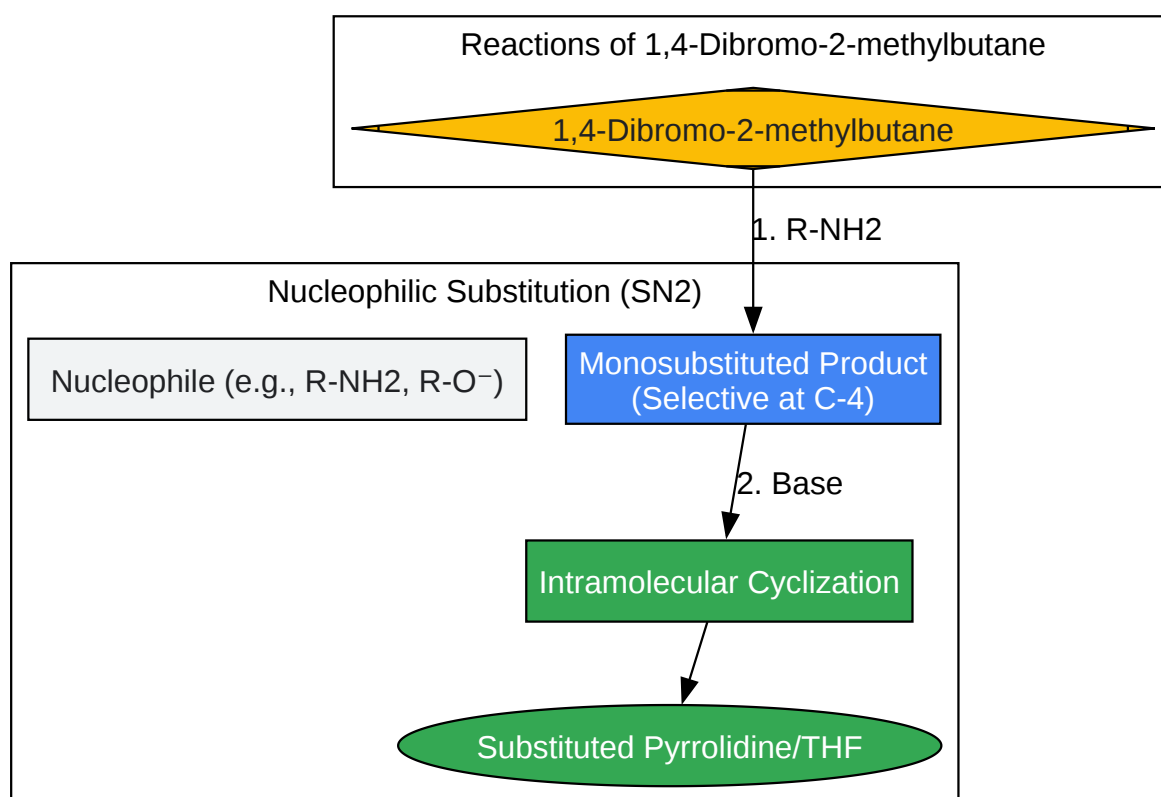 Reactions of 1,4-Dibromo-2-methylbutane
1,4-Dibromo-2-methylbutane
1. R-NH2
Nucleophilic Substitution (SN2)
Nucleophile (e.g., R-NH2, R-O⁻)
Monosubstituted Product
(Selective at C-4)
2. Base
Intramolecular Cyclization
Substituted Pyrrolidine/THF